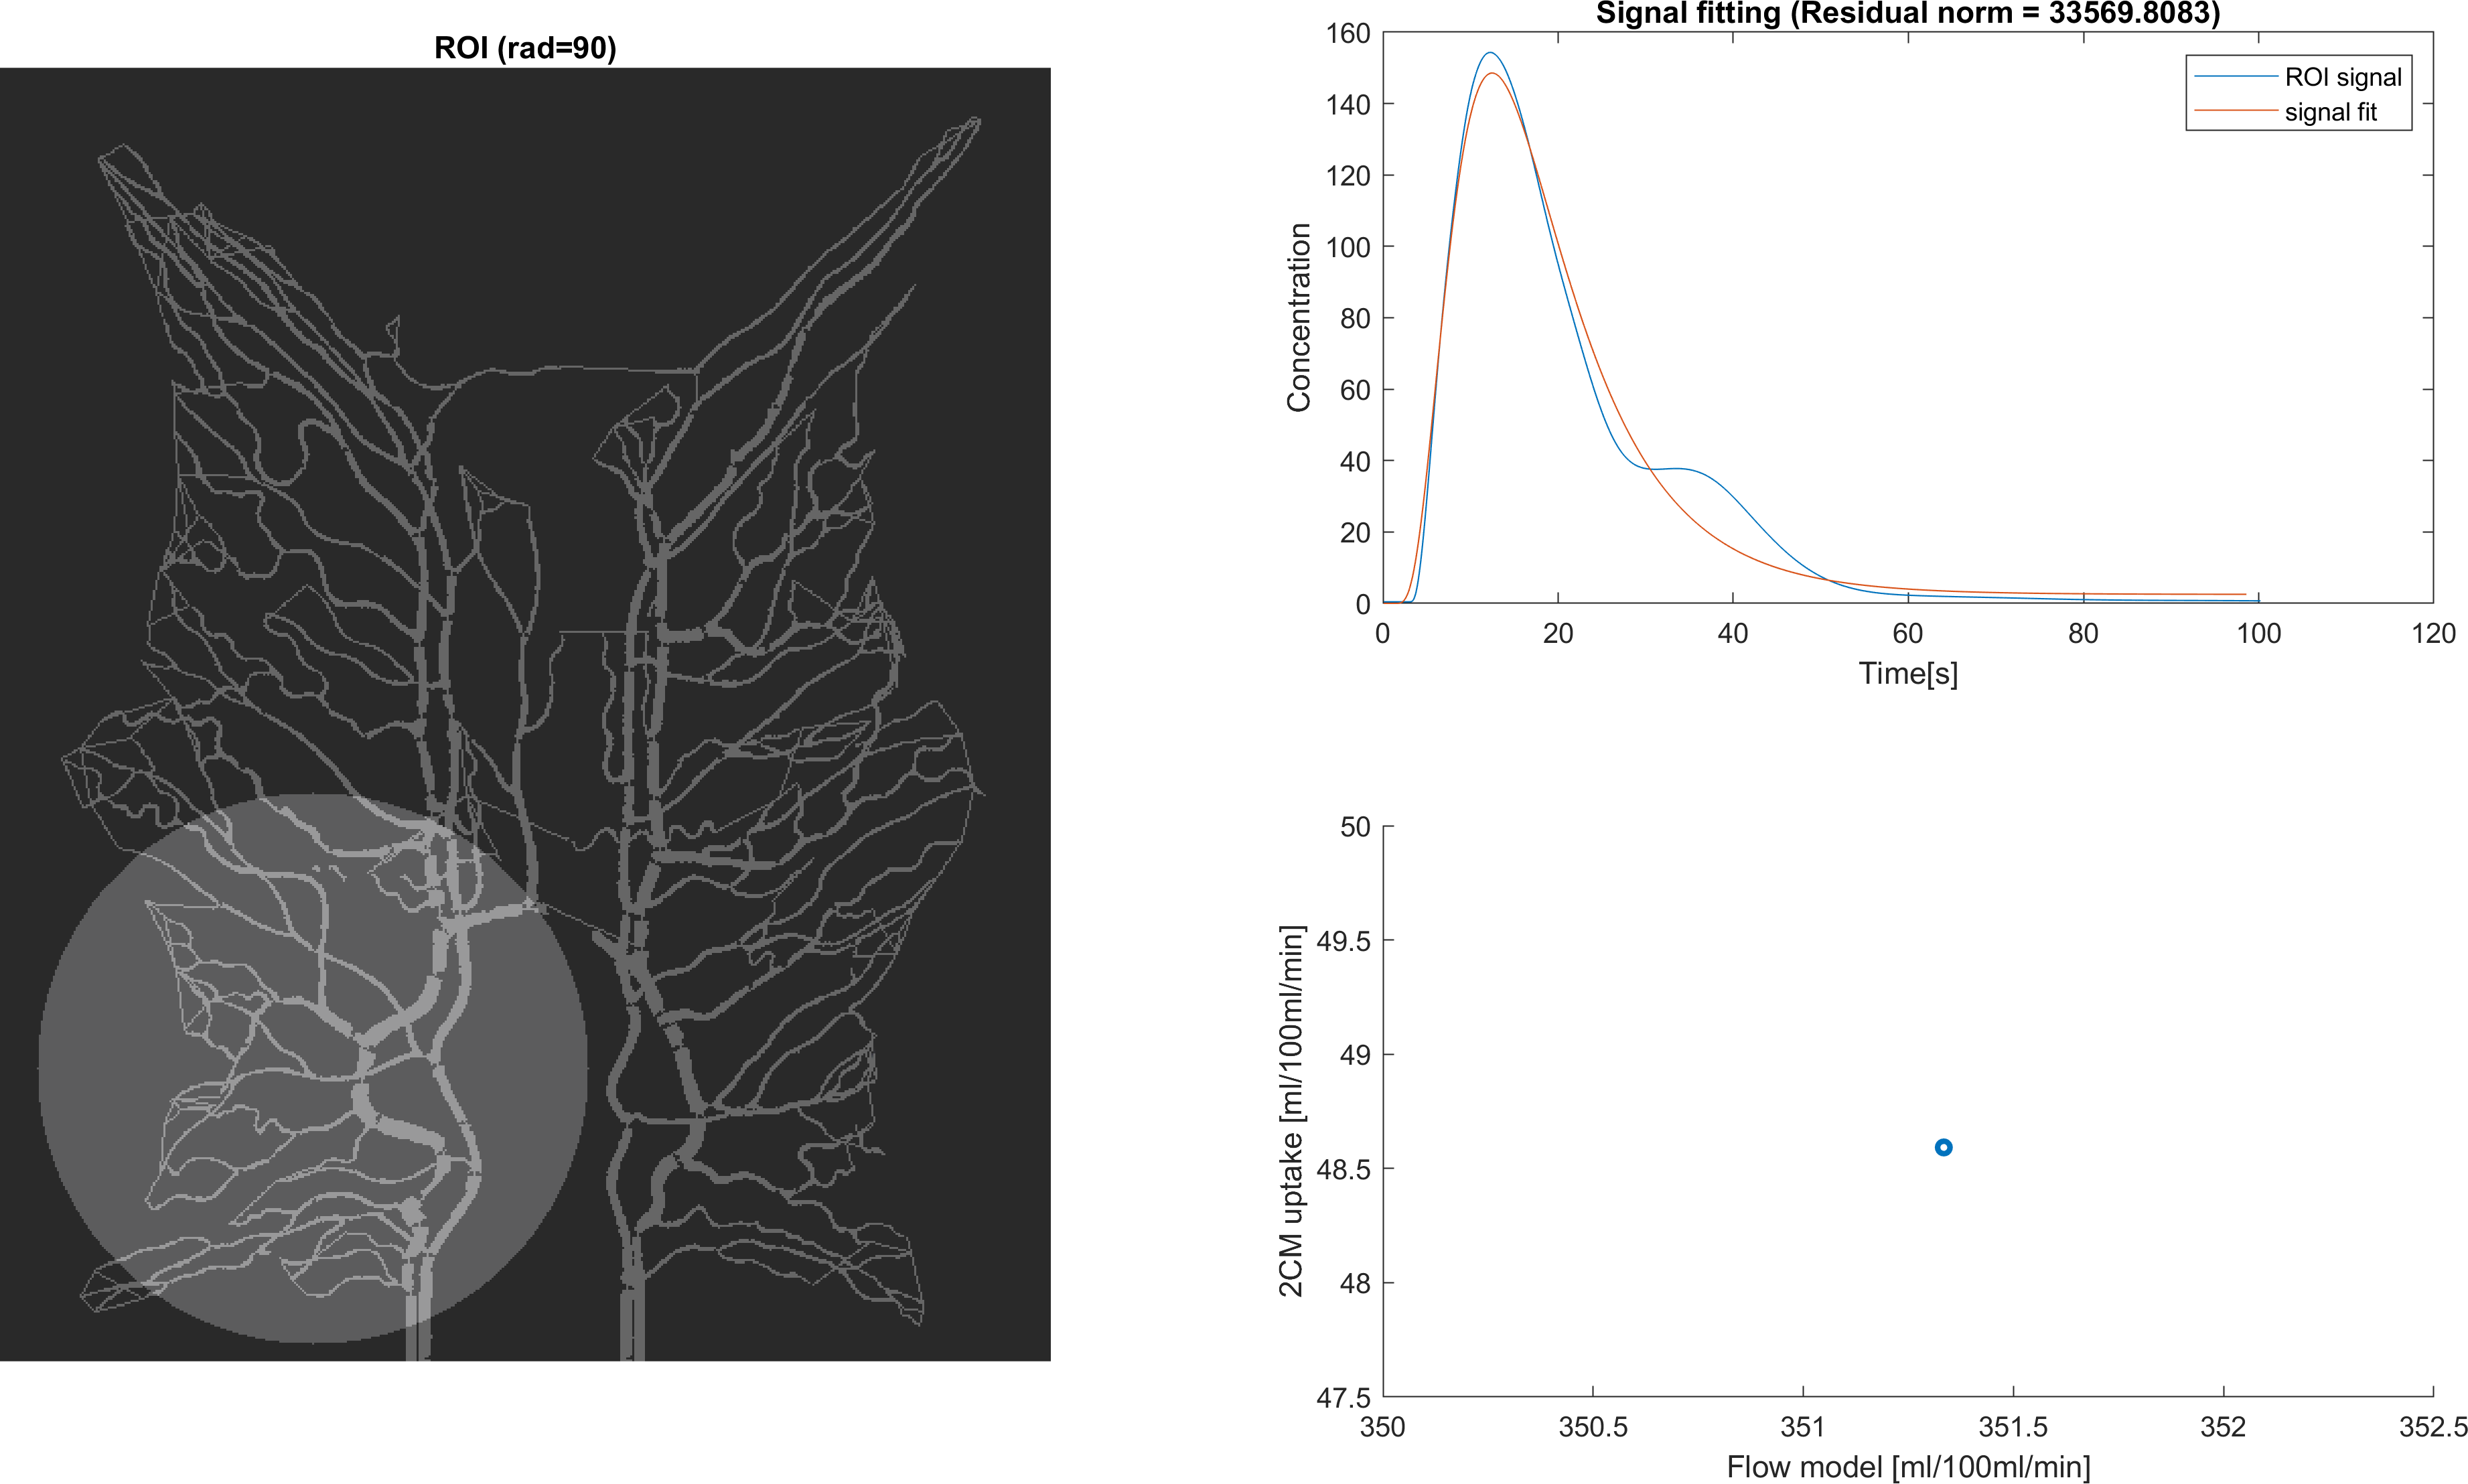 ROI (rad=90)
Signal fitting (Residual norm = 33569.8083)
160
140
120
100
80
60
40
20
0
Concentration
ROI signal
signal fit
0 20 40 60 80 100 120
Time[s]
50
49.5
49
48.5
48
47.5
2CM uptake [ml/100ml/min]
350 350.5 351 351.5 352 352.5
Flow model [ml/100ml/min]